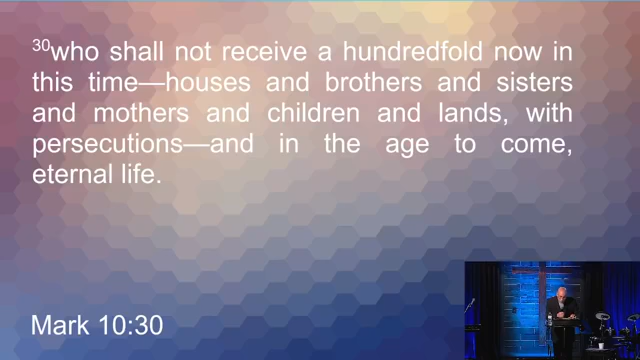 30who shall not receive a hundredfold now in
this time—houses and brothers and sisters
and mothers and children and lands, with
persecutions—and in the age to come,
eternal life.
Mark 10:30